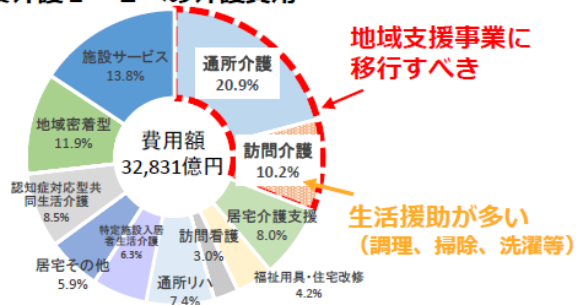 通所介護
20.9%
訪問介護
10.2%
居宅介護支援
8.0%
福祉用具・住宅改修
4.2%
訪問看護
3.0%
通所リハ
7.4%
特定施設入居
者生活介護
6.3%
居宅その他
5.9%
認知症対応型共
同生活介護
8.5%
地域密着型
11.9%
施設サービス
13.8%
費用額
32,831億円
地域支援事業に
移行すべき
生活援助が多い
(調理、掃除、洗濯等)